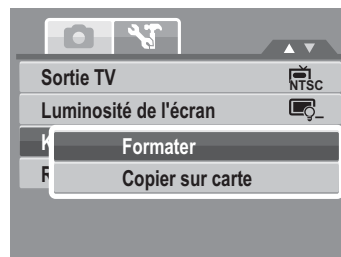 Sortie TV NTSC
Luminosité de l'écran
Formater
Copier sur carte